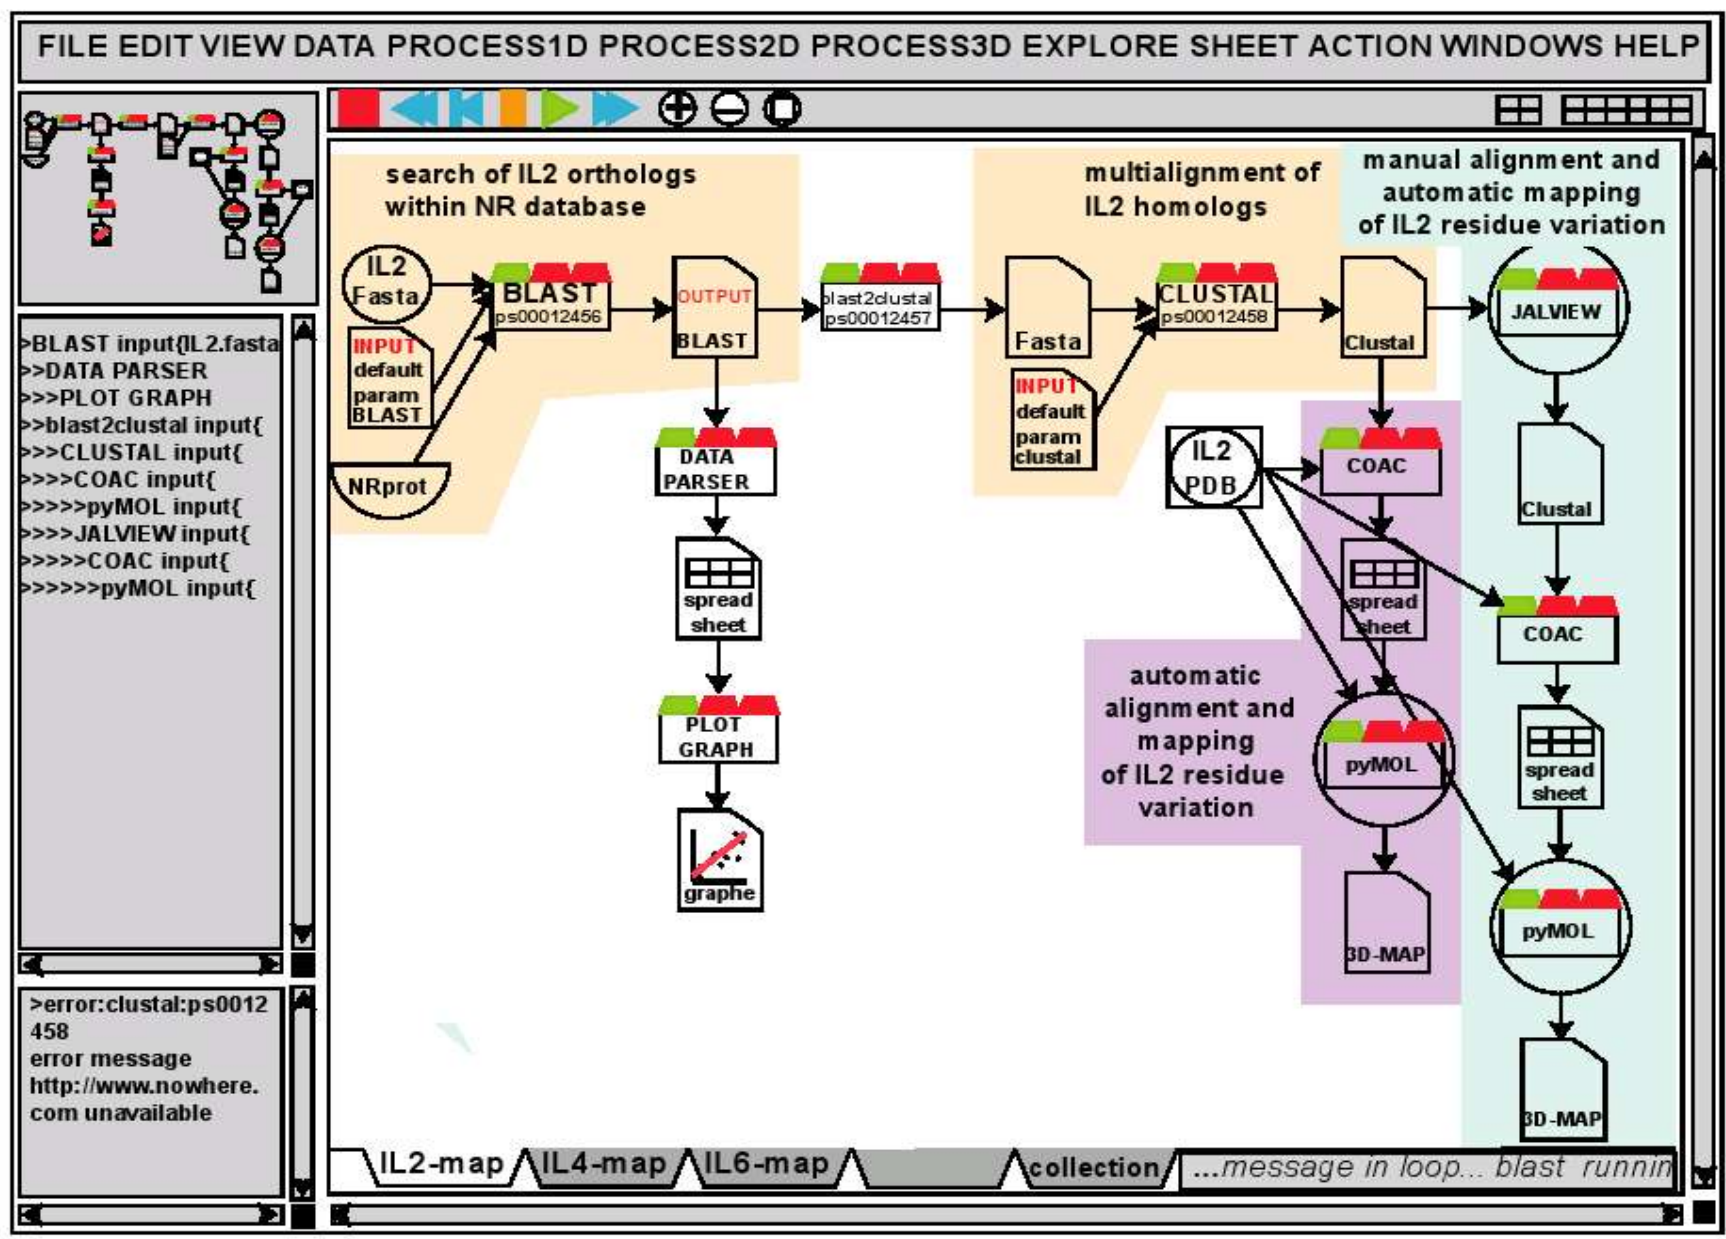 FILE EDIT VIEW DATA PROCESS1D PROCESS2D PROCESS3D EXPLORE SHEET ACTION WINDOWS HELP
>BLAST input{IL2.fasta
>>DATA PARSER
>>>PLOT GRAPH
>>blast2clustal input{
>>>CLUSTAL input{
>>>>COAC input{
>>>>>pyMOL input{
>>>>JALVIEW input{
>>>>>COAC input{
>>>>>>pyMOL input{
>error:clustal:ps0012
458
error message
http://www.nowhere.
com unavailable
search of IL2 orthologs
within NR database
IL2
Fasta
INPUT
default
param
BLAST
NRprot
BLAST
ps00012456
OUTPUT
BLAST
DATA
PARSER
spread
sheet
PLOT
GRAPH
graphe
blast2clustal
ps00012457
multialignment of
IL2 homologs
Fasta
INPUT
default
param
clustal
CLUSTAL
ps00012458
Clustal
IL2
PDB
COAC
spread
sheet
automatic
alignment and
mapping
of IL2 residue
variation
pyMOL
3D-MAP
manual alignment and
automatic mapping
of IL2 residue variation
JALVIEW
Clustal
COAC
spread
sheet
pyMOL
3D-MAP
IL2-map
IL4-map
IL6-map
collection
...message in loop... blast runnin